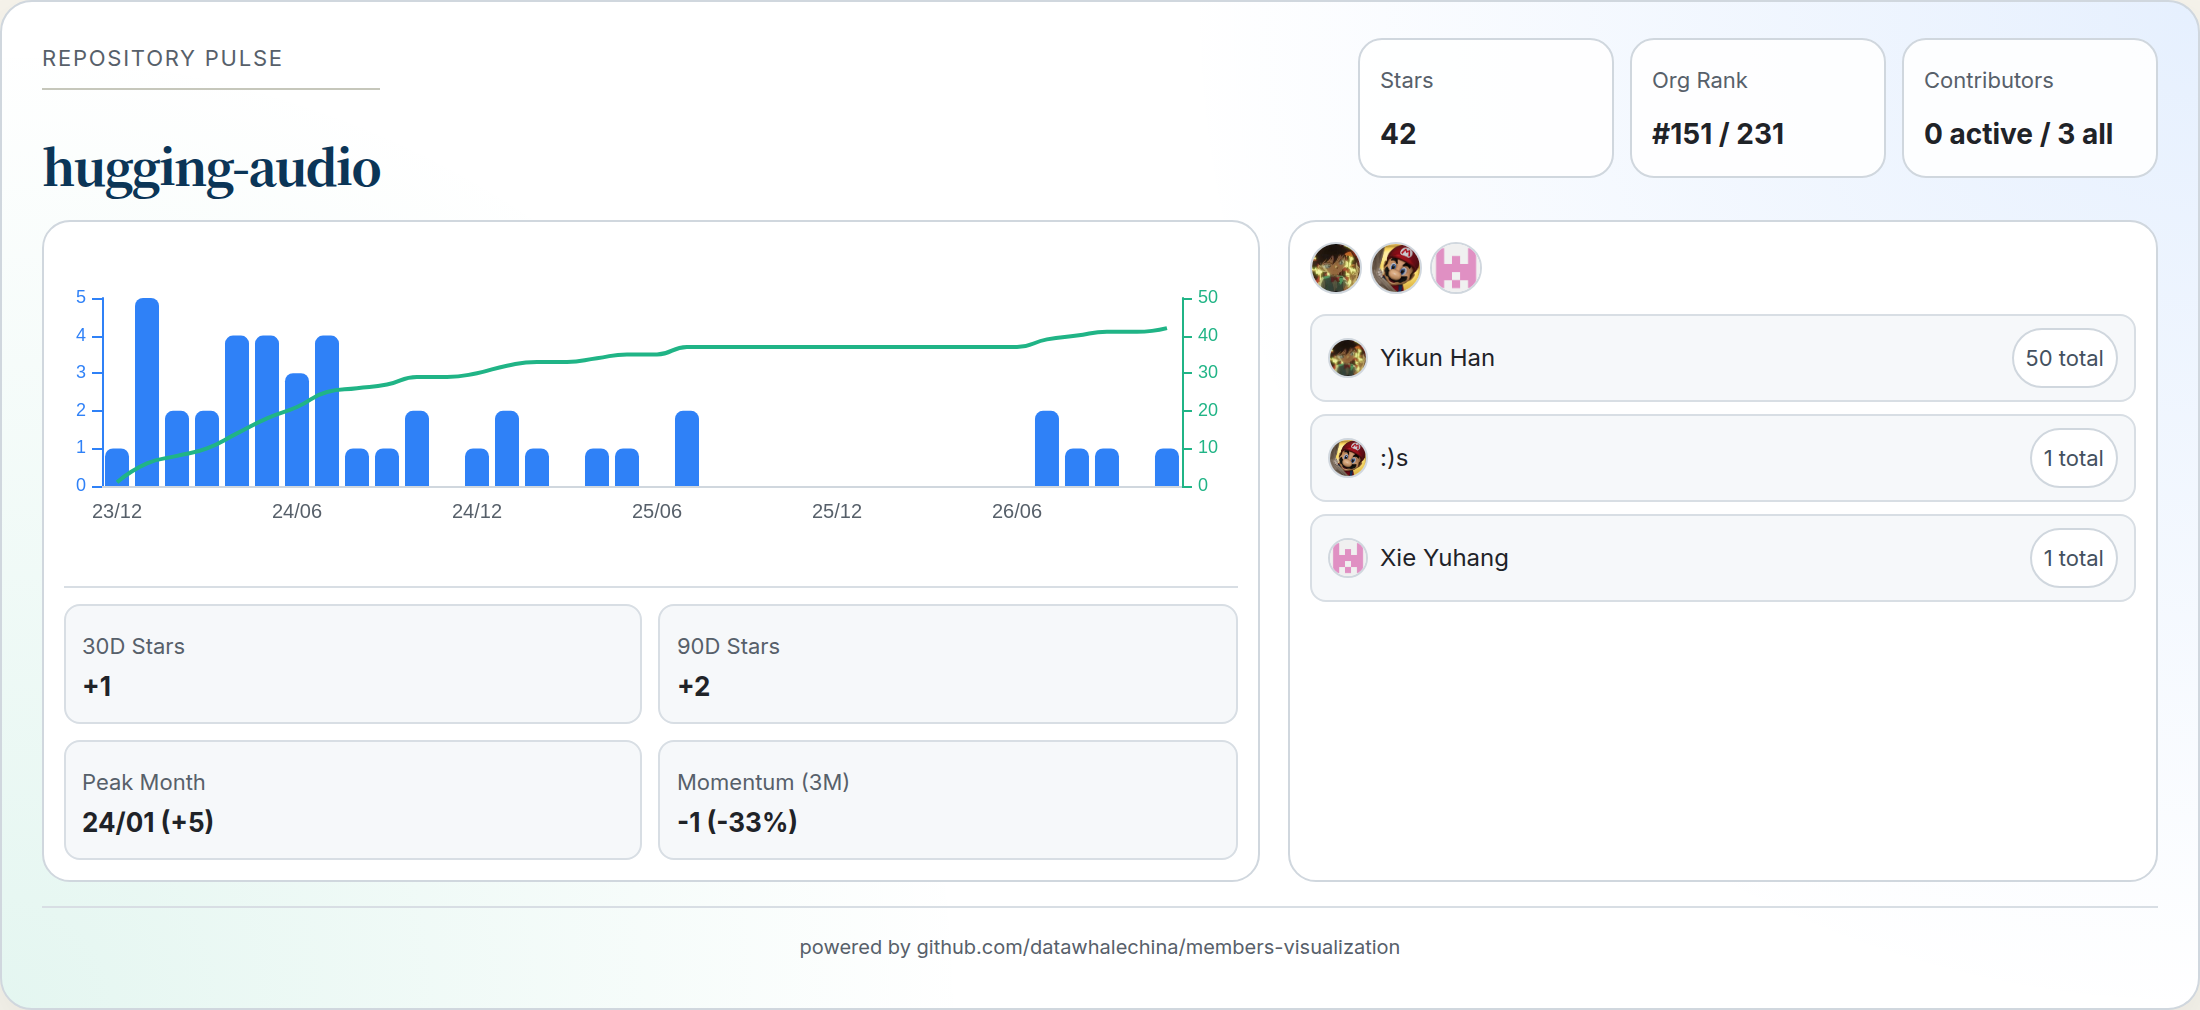 REPOSITORY PULSE
hugging-audio
Stars
42
Org Rank
#151 / 231
Contributors
0 active / 3 all
5
4
3
2
1
0
50
40
30
20
10
0
23/12
24/06
24/12
25/06
25/12
26/06
30D Stars
+1
90D Stars
+2
Peak Month
24/01 (+5)
Momentum (3M)
-1 (-33%)
Yikun Han
50 total
:)s
1 total
Xie Yuhang
1 total
powered by github.com/datawhalechina/members-visualization